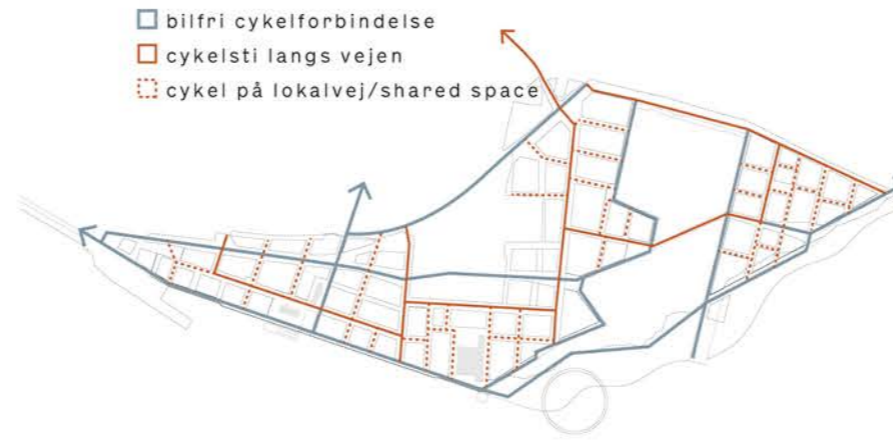 bilfri cykelforbindelse
cykelsti langs vejen
cykel på lokalvej/shared space